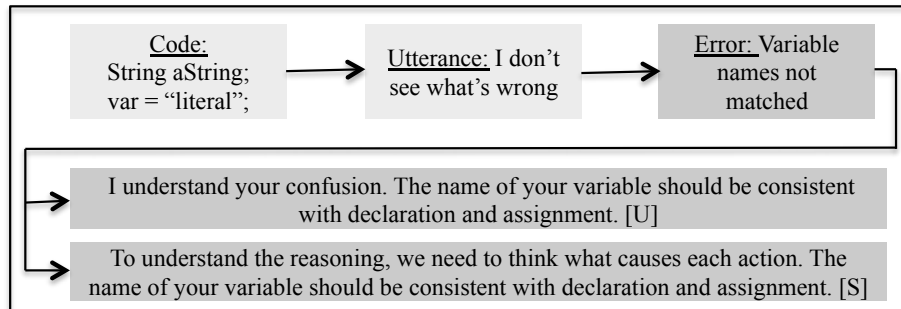 Code:
String aString;
var = “literal”;
Utterance: I don’t
see what’s wrong
Error: Variable
names not
matched
I understand your confusion. The name of your variable should be consistent
with declaration and assignment. [U]
To understand the reasoning, we need to think what causes each action. The
name of your variable should be consistent with declaration and assignment. [S]